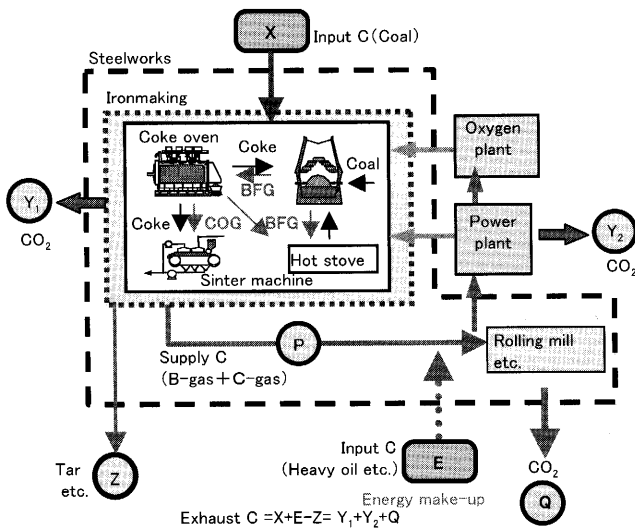 X
Input C (Coal)
Steelworks
Ironmaking
Coke oven
Coke
BFG
Coal
Oxygen
plant
Y1
CO2
Coke
COG
BFG
Power
plant
Y2
CO2
Hot stove
Sinter machine
P
Rolling mill
etc.
Supply C
(B-gas+C-gas)
Tar
etc.
Z
Input C
(Heavy oil etc.)
E
CO2
Energy make-up
Q
Exhaust C =X+E-Z= Y1+Y2+Q